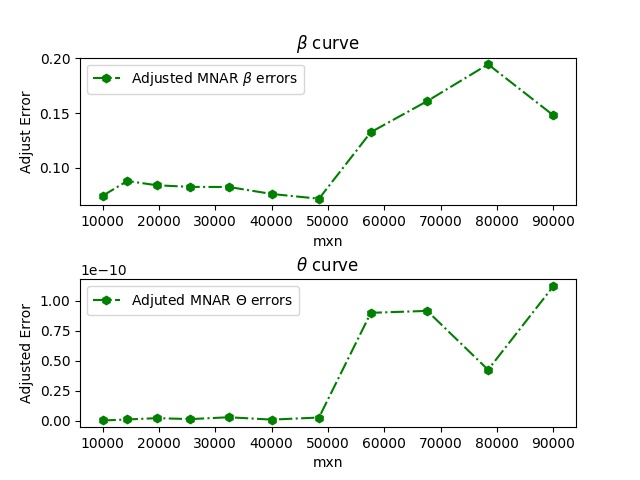 β curve
Adjusted MNAR β errors
Adjust Error
0.20
0.15
0.10
10000 20000 30000 40000 50000 60000 70000 80000 90000
mxn
θ curve
1e−10
Adjuted MNAR Θ errors
Adjusted Error
1.00
0.75
0.50
0.25
0.00
10000 20000 30000 40000 50000 60000 70000 80000 90000
mxn